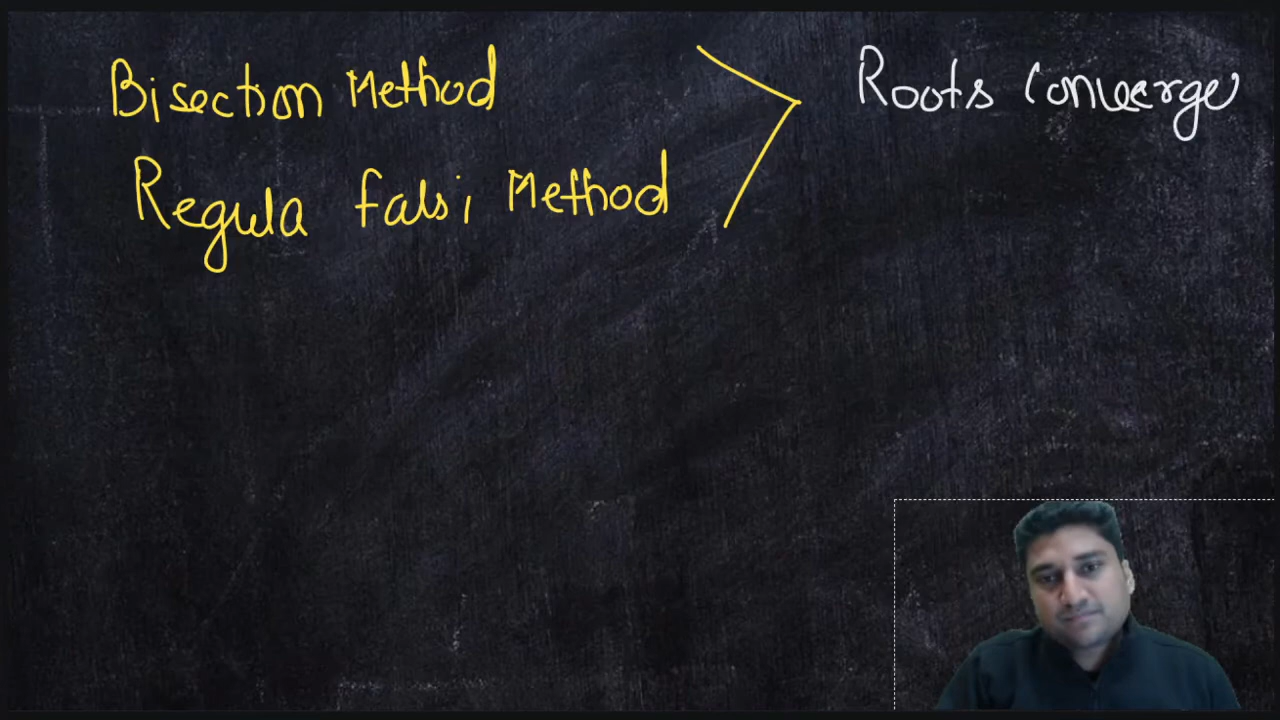 Bisection Method
Roots Converge
Regula falsi Method